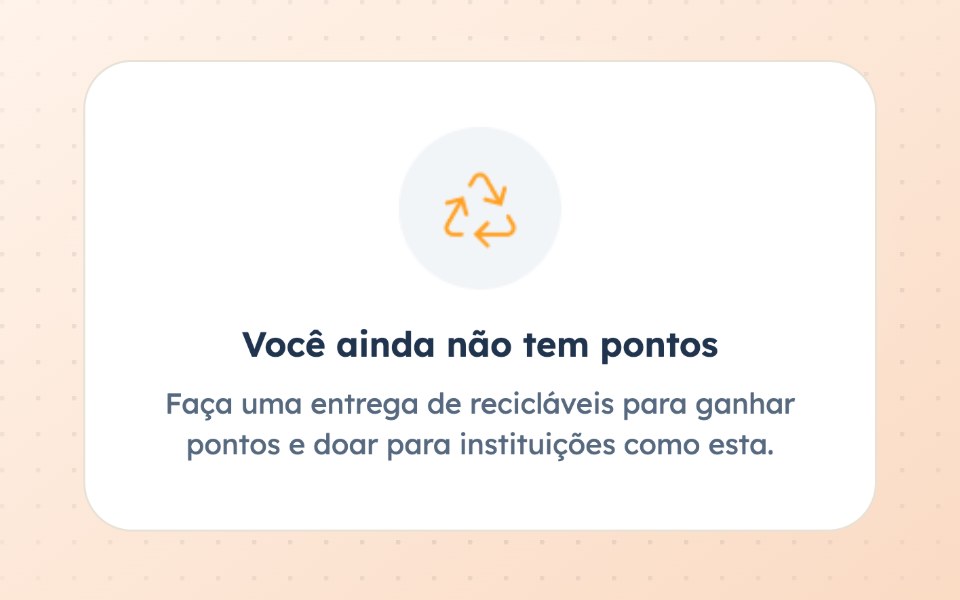 Você ainda não tem pontos
Faça uma entrega de recicláveis para ganhar
pontos e doar para instituições como esta.